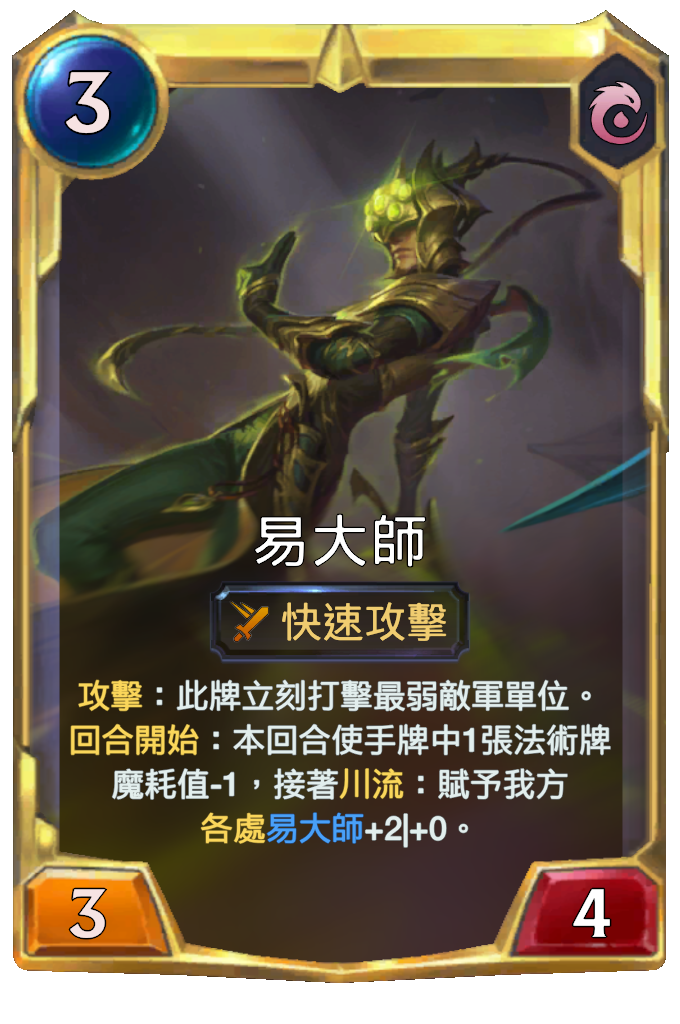 3
易大師
快速攻擊
攻擊：此牌立刻打擊最弱敵軍單位。
回合開始：本回合使手牌中1張法術牌
魔耗值-1，接著川流：賦予我方
各處易大師+2|+0。
3
4